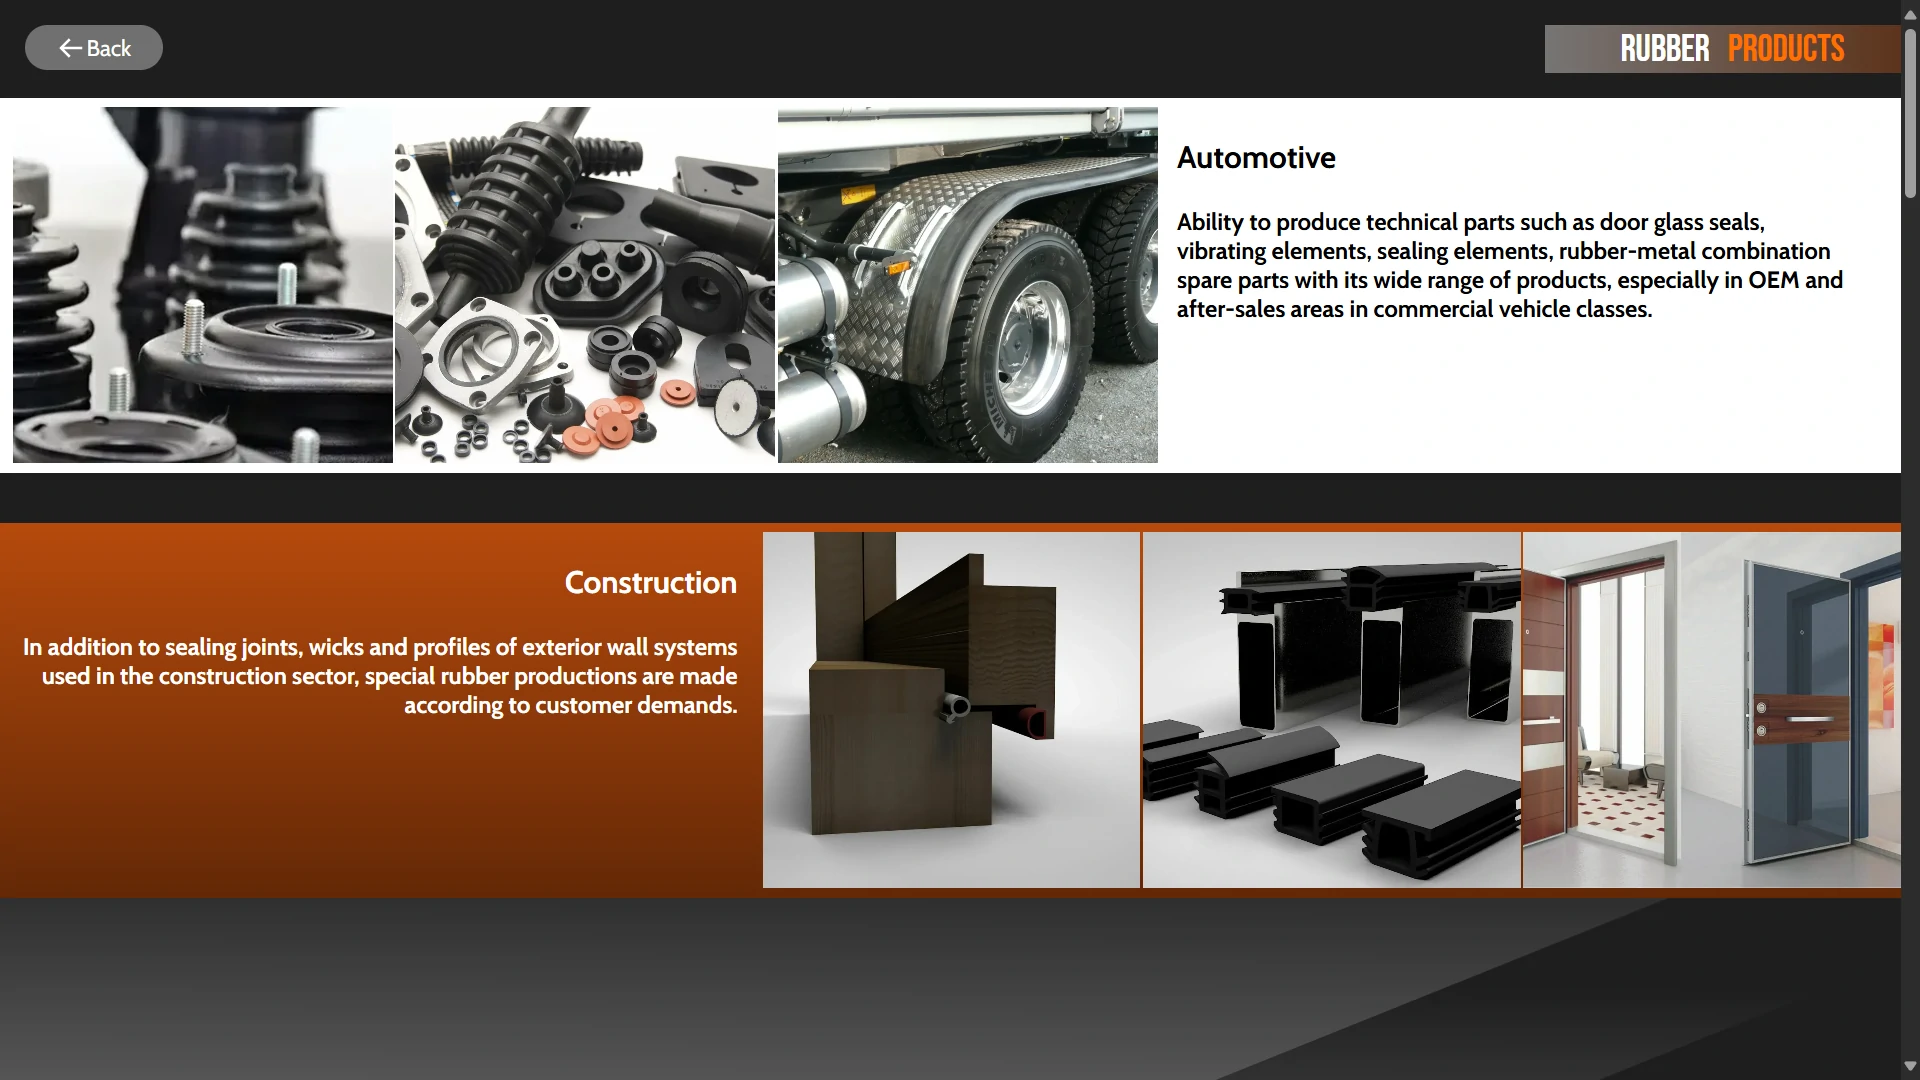 Back
RUBBER PRODUCTS
Automotive
Ability to produce technical parts such as door glass seals,
vibrating elements, sealing elements, rubber-metal combination
spare parts with its wide range of products, especially in OEM and
after-sales areas in commercial vehicle classes.
Construction
In addition to sealing joints, wicks and profiles of exterior wall systems
used in the construction sector, special rubber productions are made
according to customer demands.